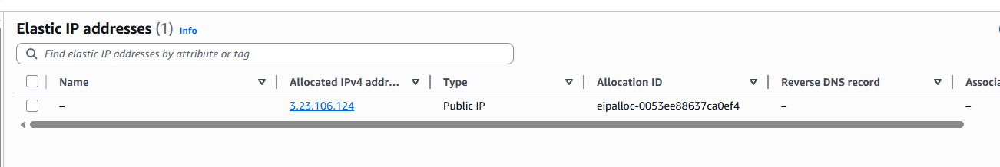 Elastic IP addresses (1) Info
Find elastic IP addresses by attribute or tag
Name Allocated IPv4 addr... Type Allocation ID Reverse DNS record Associa
– 3.23.106.124 Public IP eipalloc-0053ee88637ca0ef4 – –